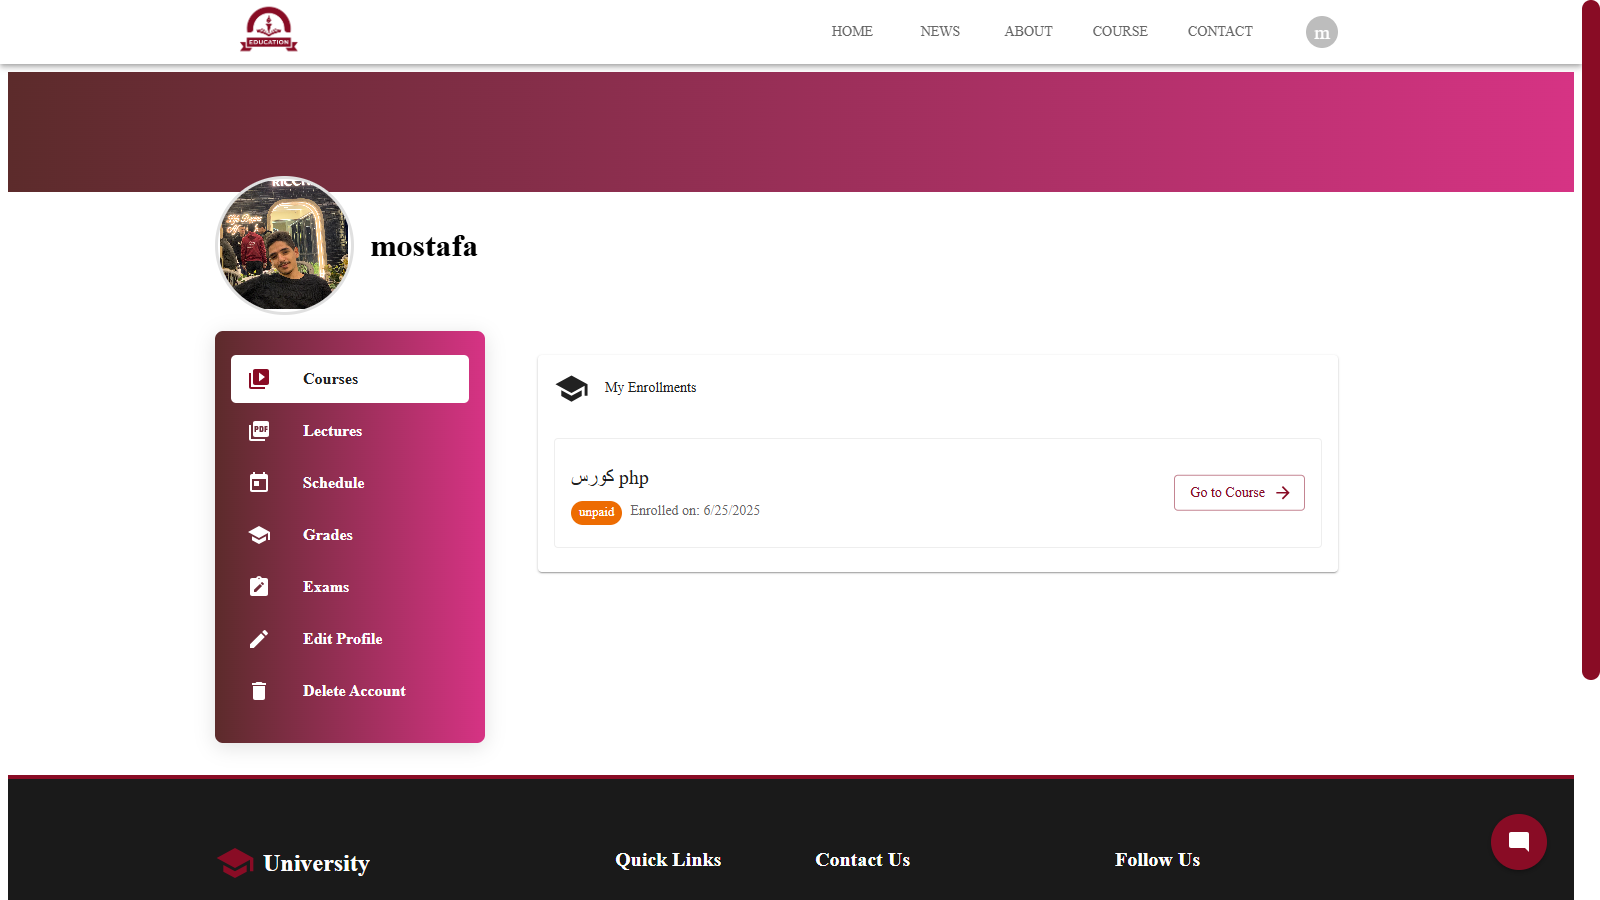 EDUCATION
HOME
NEWS
ABOUT
COURSE
CONTACT
m
mostafa
Courses
PDF
Lectures
Schedule
Grades
Exams
Edit Profile
Delete Account
My Enrollments
كورس php
unpaid
Enrolled on: 6/25/2025
Go to Course
University
Quick Links
Contact Us
Follow Us